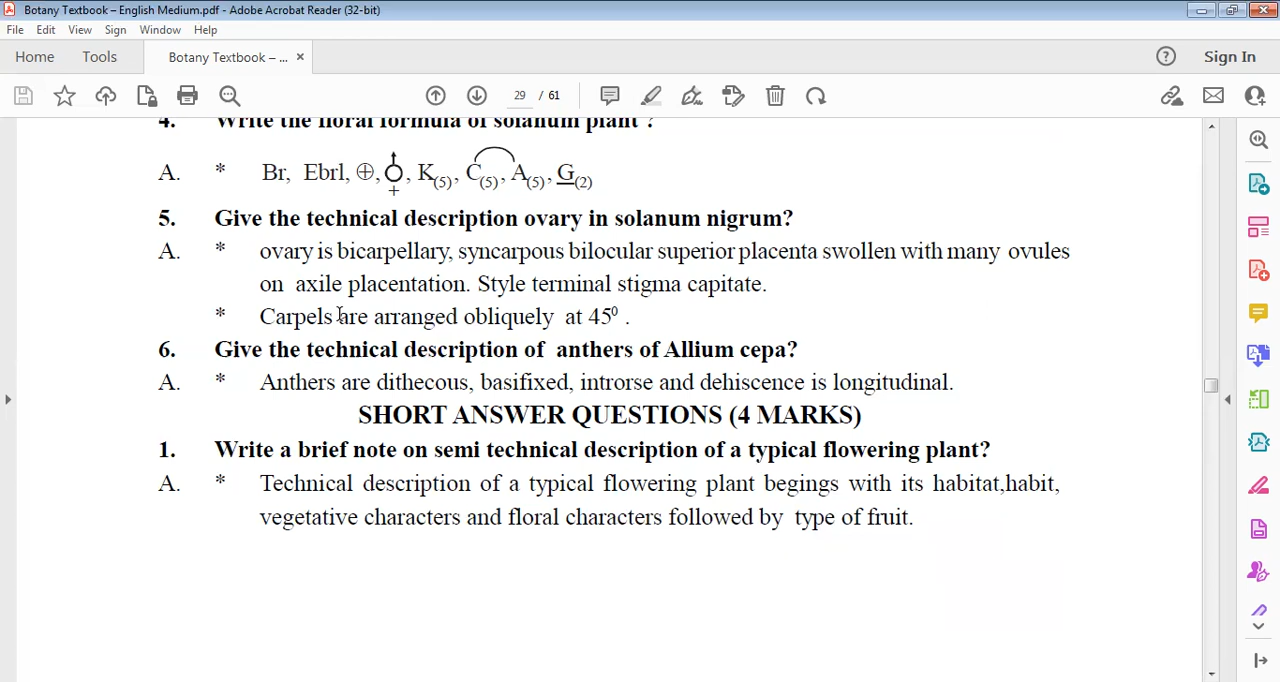 Botany Textbook – English Medium.pdf - Adobe Acrobat Reader (32-bit)
File Edit View Sign Window Help
Home Tools Botany Textbook – ... × Sign In
29 / 61
4. Write the floral formula of solanum plant ?
A. * Br, Ebrl, ⊕, ⚥, K(5), C(5), A(5), G(2)
5. Give the technical description ovary in solanum nigrum?
A. * ovary is bicarpellary, syncarpous bilocular superior placenta swollen with many ovules
on axile placentation. Style terminal stigma capitate.
* Carpels are arranged obliquely at 45⁰ .
6. Give the technical description of anthers of Allium cepa?
A. * Anthers are dithecous, basifixed, introrse and dehiscence is longitudinal.
SHORT ANSWER QUESTIONS (4 MARKS)
1. Write a brief note on semi technical description of a typical flowering plant?
A. * Technical description of a typical flowering plant begings with its habitat,habit,
vegetative characters and floral characters followed by type of fruit.